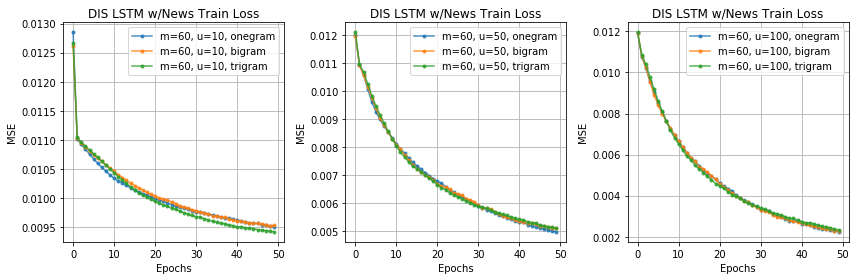 DIS LSTM w/News Train Loss
MSE
0.0130
0.0125
0.0120
0.0115
0.0110
0.0105
0.0100
0.0095
m=60, u=10, onegram
m=60, u=10, bigram
m=60, u=10, trigram
0 10 20 30 40 50
Epochs
DIS LSTM w/News Train Loss
MSE
0.012
0.011
0.010
0.009
0.008
0.007
0.006
0.005
m=60, u=50, onegram
m=60, u=50, bigram
m=60, u=50, trigram
0 10 20 30 40 50
Epochs
DIS LSTM w/News Train Loss
MSE
0.012
0.010
0.008
0.006
0.004
0.002
m=60, u=100, onegram
m=60, u=100, bigram
m=60, u=100, trigram
0 10 20 30 40 50
Epochs